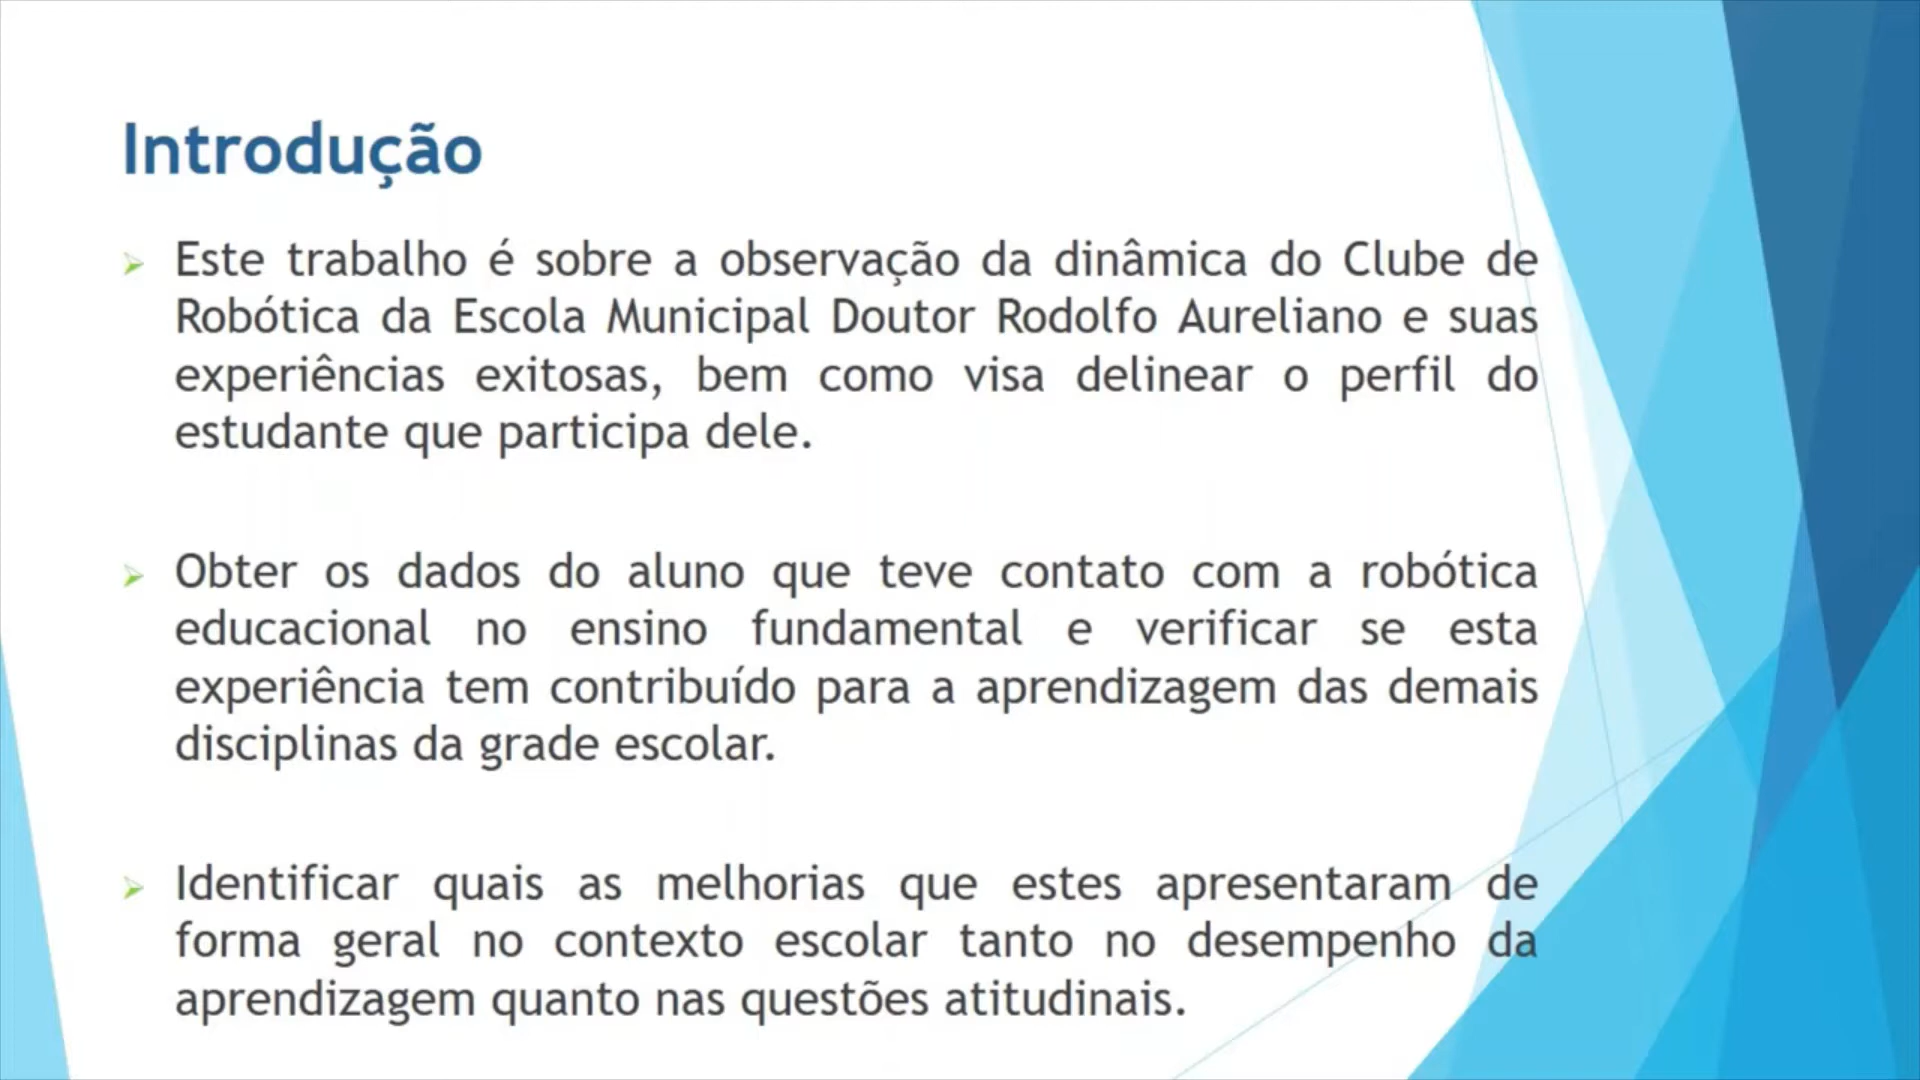 Introdução
Este trabalho é sobre a observação da dinâmica do Clube de
Robótica da Escola Municipal Doutor Rodolfo Aureliano e suas
experiências exitosas, bem como visa delinear o perfil do
estudante que participa dele.
Obter os dados do aluno que teve contato com a robótica
educacional no ensino fundamental e verificar se esta
experiência tem contribuído para a aprendizagem das demais
disciplinas da grade escolar.
Identificar quais as melhorias que estes apresentaram de
forma geral no contexto escolar tanto no desempenho da
aprendizagem quanto nas questões atitudinais.